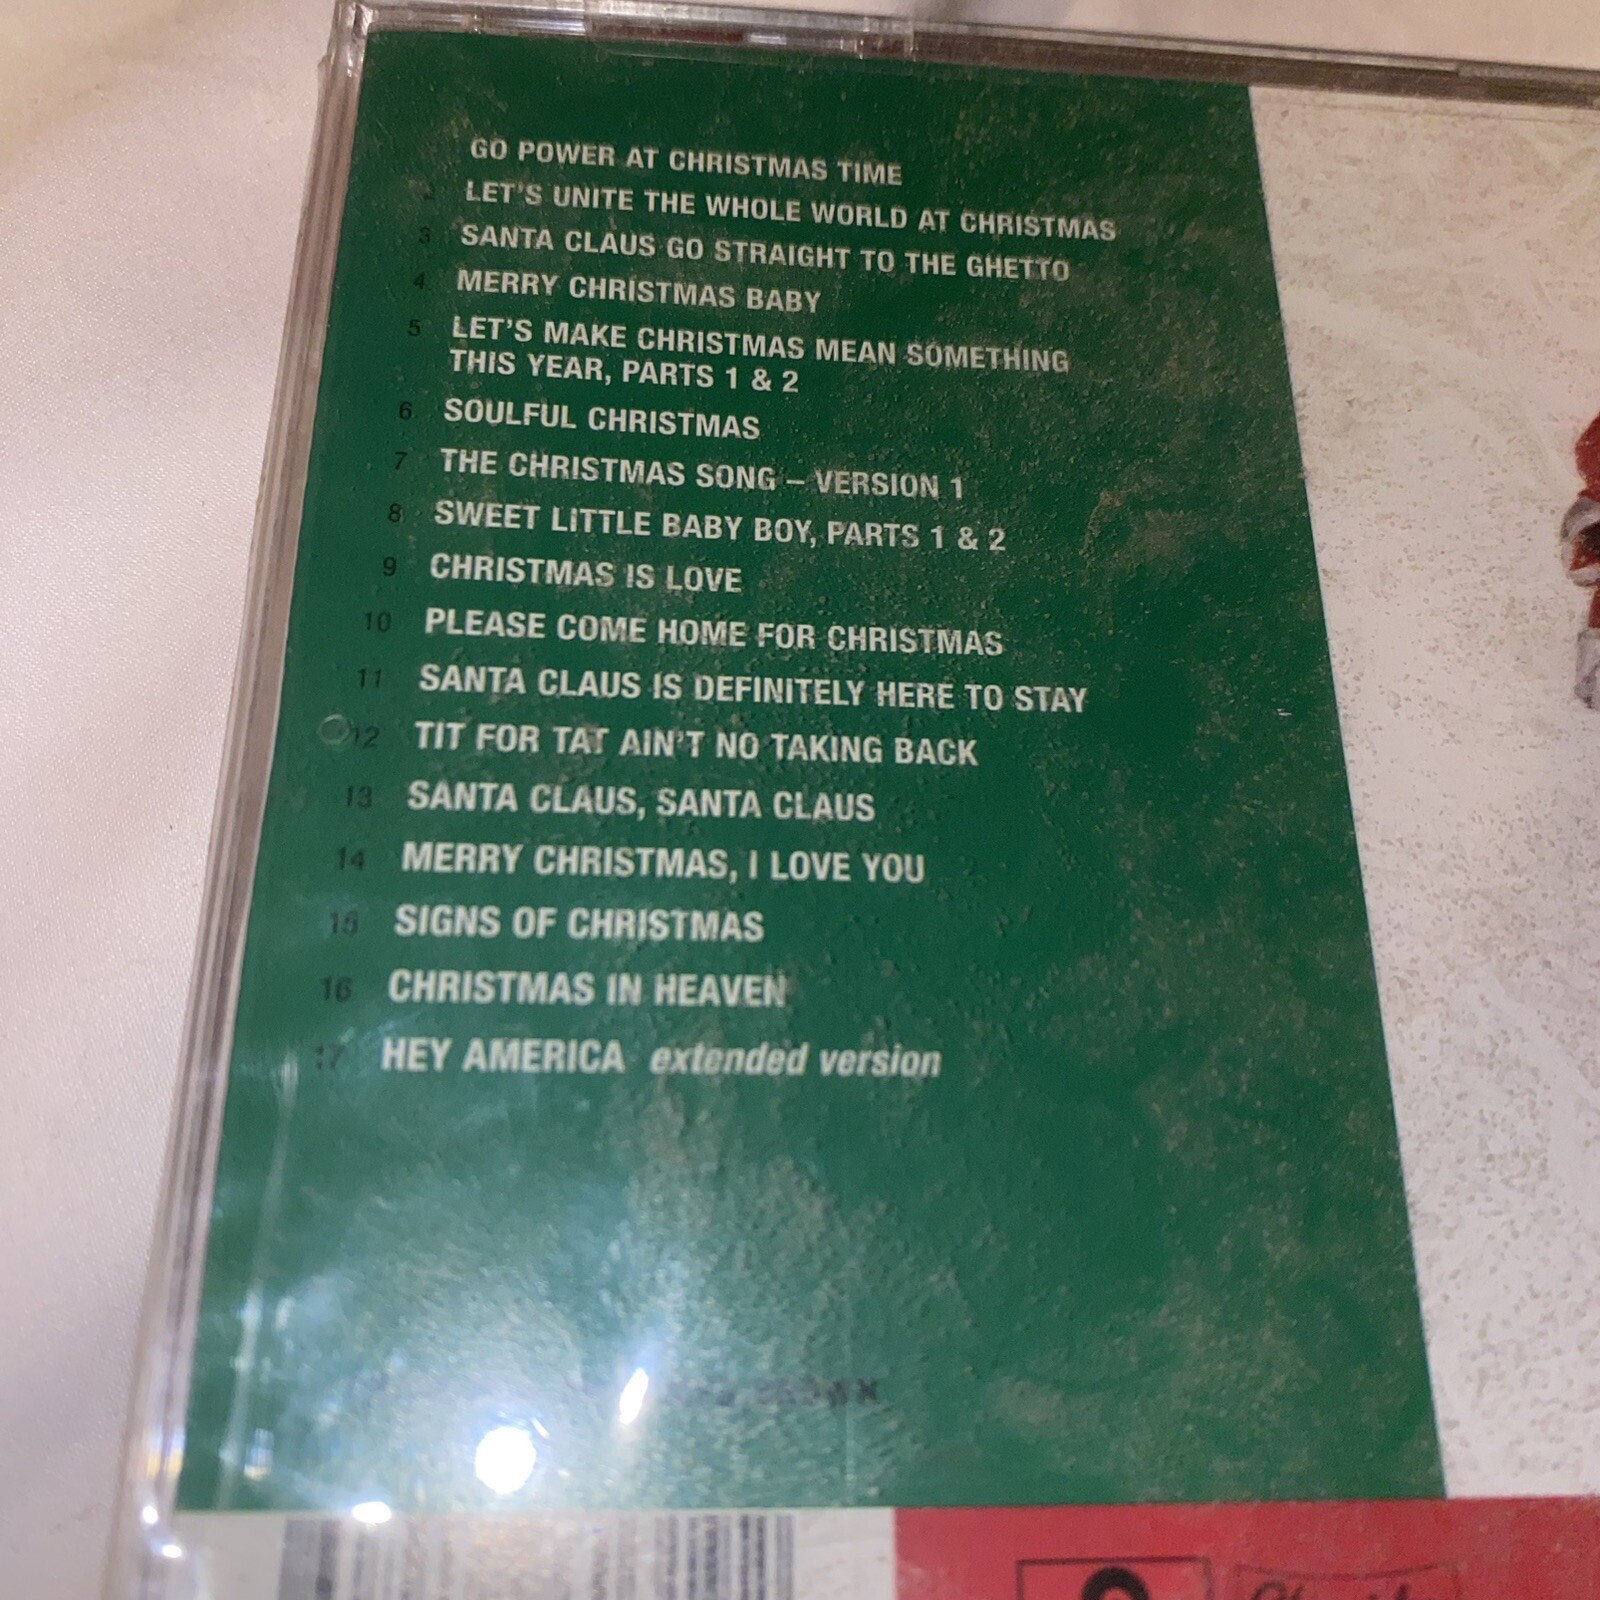 GO POWER AT CHRISTMAS TIME
2 LET'S UNITE THE WHOLE WORLD AT CHRISTMAS
3 SANTA CLAUS GO STRAIGHT TO THE GHETTO
4 MERRY CHRISTMAS BABY
5 LET'S MAKE CHRISTMAS MEAN SOMETHING
THIS YEAR, PARTS 1 & 2
6 SOULFUL CHRISTMAS
7 THE CHRISTMAS SONG – VERSION 1
8 SWEET LITTLE BABY BOY, PARTS 1 & 2
9 CHRISTMAS IS LOVE
10 PLEASE COME HOME FOR CHRISTMAS
11 SANTA CLAUS IS DEFINITELY HERE TO STAY
12 TIT FOR TAT AIN'T NO TAKING BACK
13 SANTA CLAUS, SANTA CLAUS
14 MERRY CHRISTMAS, I LOVE YOU
15 SIGNS OF CHRISTMAS
16 CHRISTMAS IN HEAVEN
17 HEY AMERICA extended version